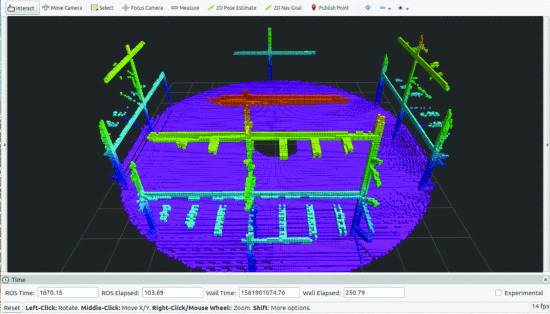 Interact Move Camera Select Focus Camera Measure 2D Pose Estimate 2D Nav Goal Publish Point
Time
ROS Time: 1670.15 ROS Elapsed: 103.69 Wall Time: 1561901074.76 Wall Elapsed: 230.79 Experimental
Reset Left-Click: Rotate. Middle-Click: Move X/Y. Right-Click/Mouse Wheel: Zoom. Shift: More options. 14 fps